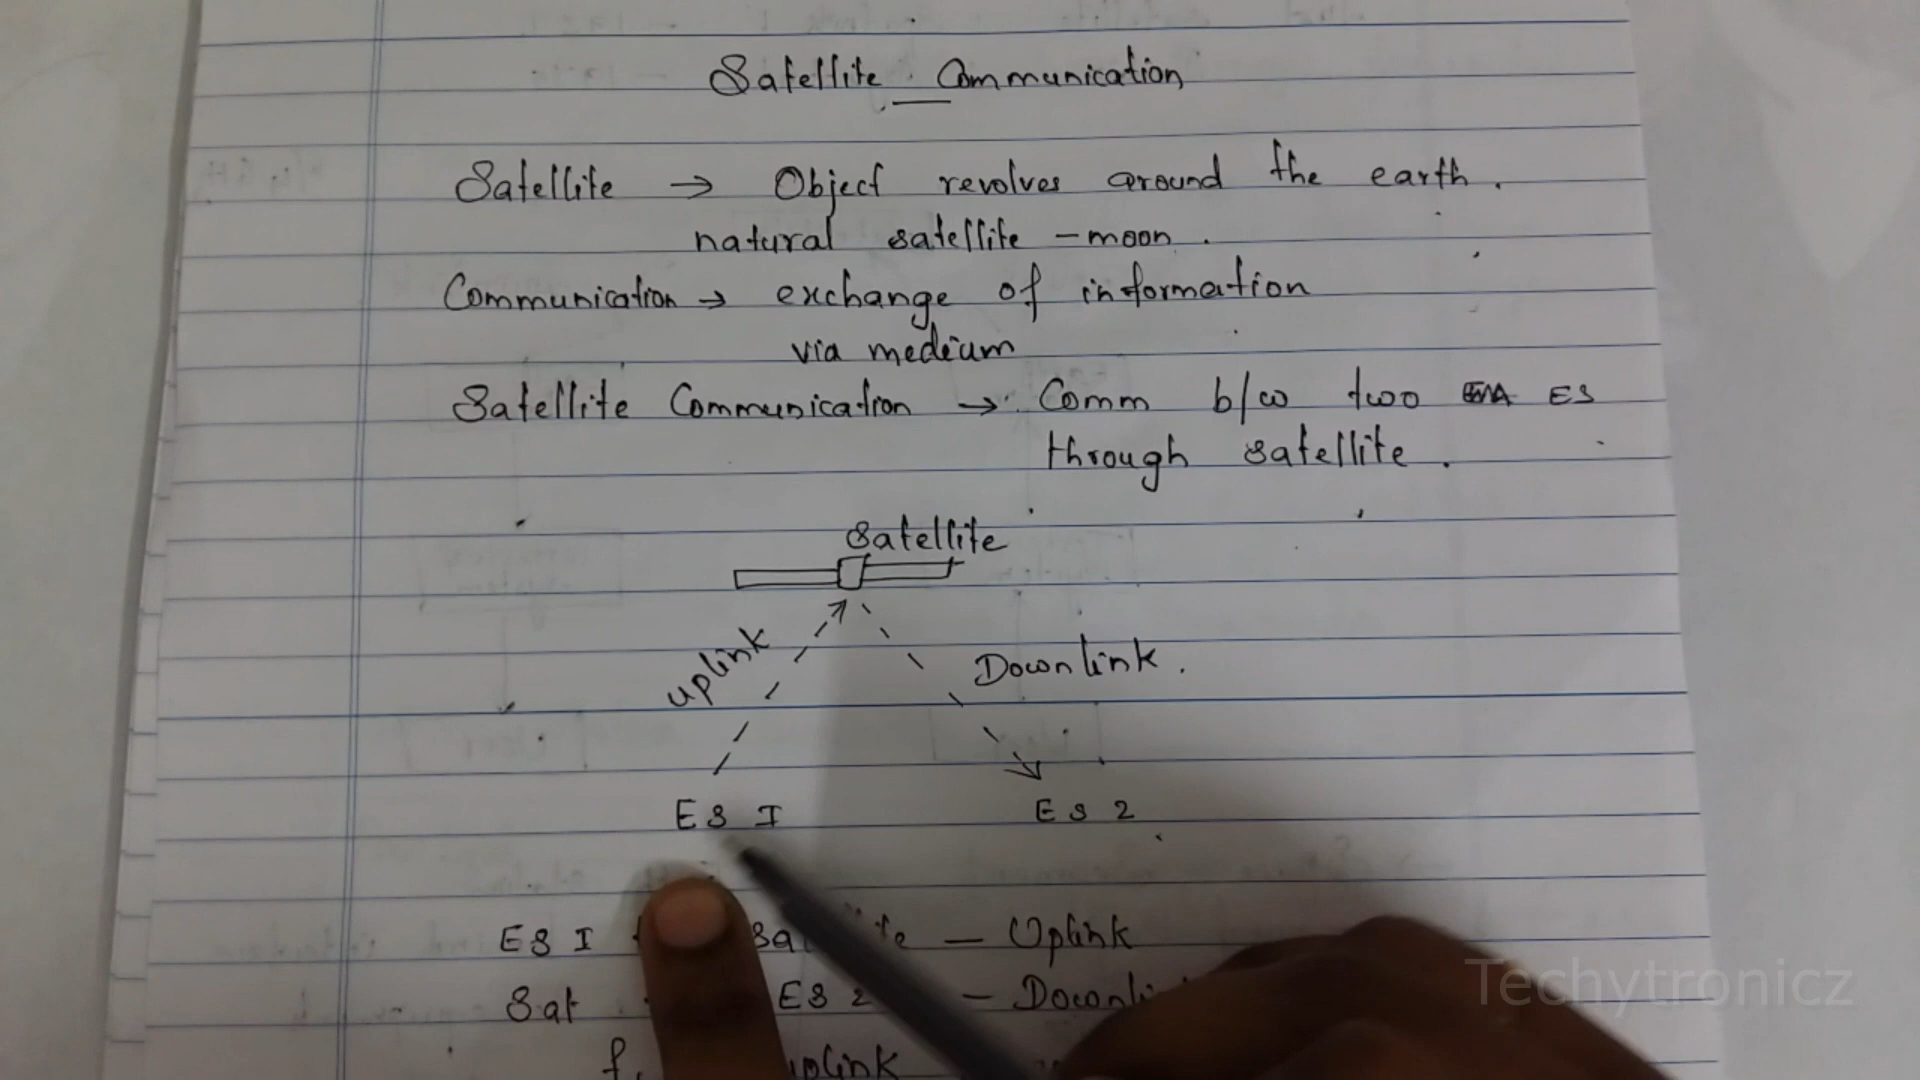 Satellite Communication
Satellite → Object revolves around the earth.
natural satellite - moon.
Communication → exchange of information
via medium
Satellite Communication → Comm b/w two ES
through satellite.
Satellite
uplink
Downlink.
ES I
ES 2
ES I — Uplink
Sat ES 2 —
uplink
Techytronicz